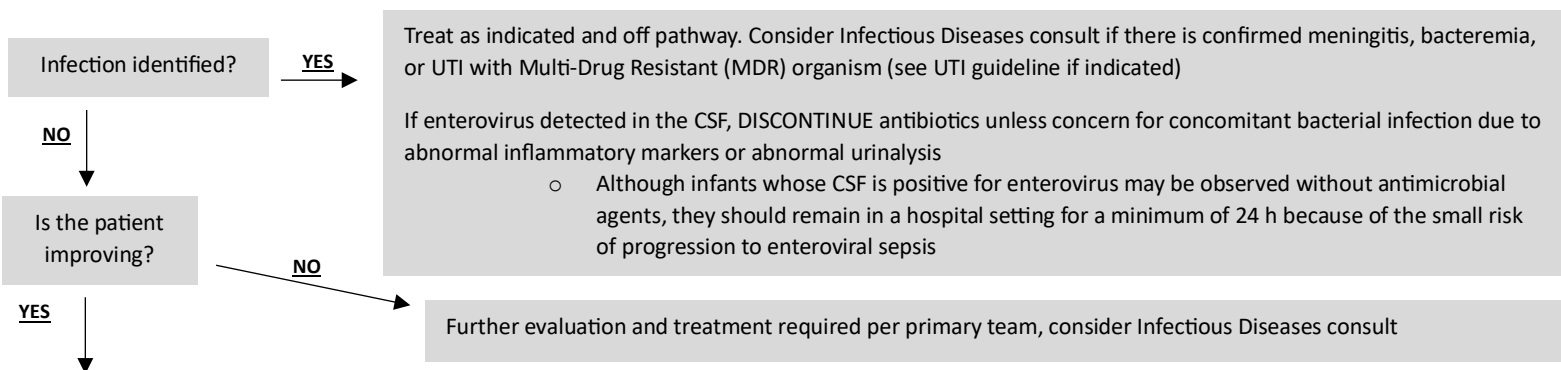 Infection identified?
YES
Treat as indicated and off pathway. Consider Infectious Diseases consult if there is confirmed meningitis, bacteremia,
or UTI with Multi-Drug Resistant (MDR) organism (see UTI guideline if indicated)
If enterovirus detected in the CSF, DISCONTINUE antibiotics unless concern for concomitant bacterial infection due to
abnormal inflammatory markers or abnormal urinalysis
o Although infants whose CSF is positive for enterovirus may be observed without antimicrobial
agents, they should remain in a hospital setting for a minimum of 24 h because of the small risk
of progression to enteroviral sepsis
NO
Is the patient
improving?
NO
Further evaluation and treatment required per primary team, consider Infectious Diseases consult
YES